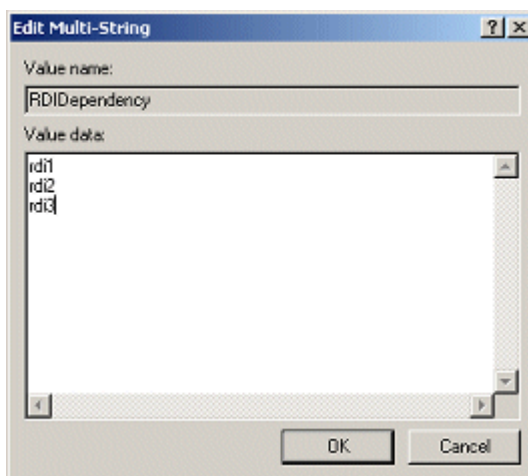 Edit Multi-String
Value name:
RDIDependency
Value data:
rdi1
rdi2
rdi3
OK Cancel